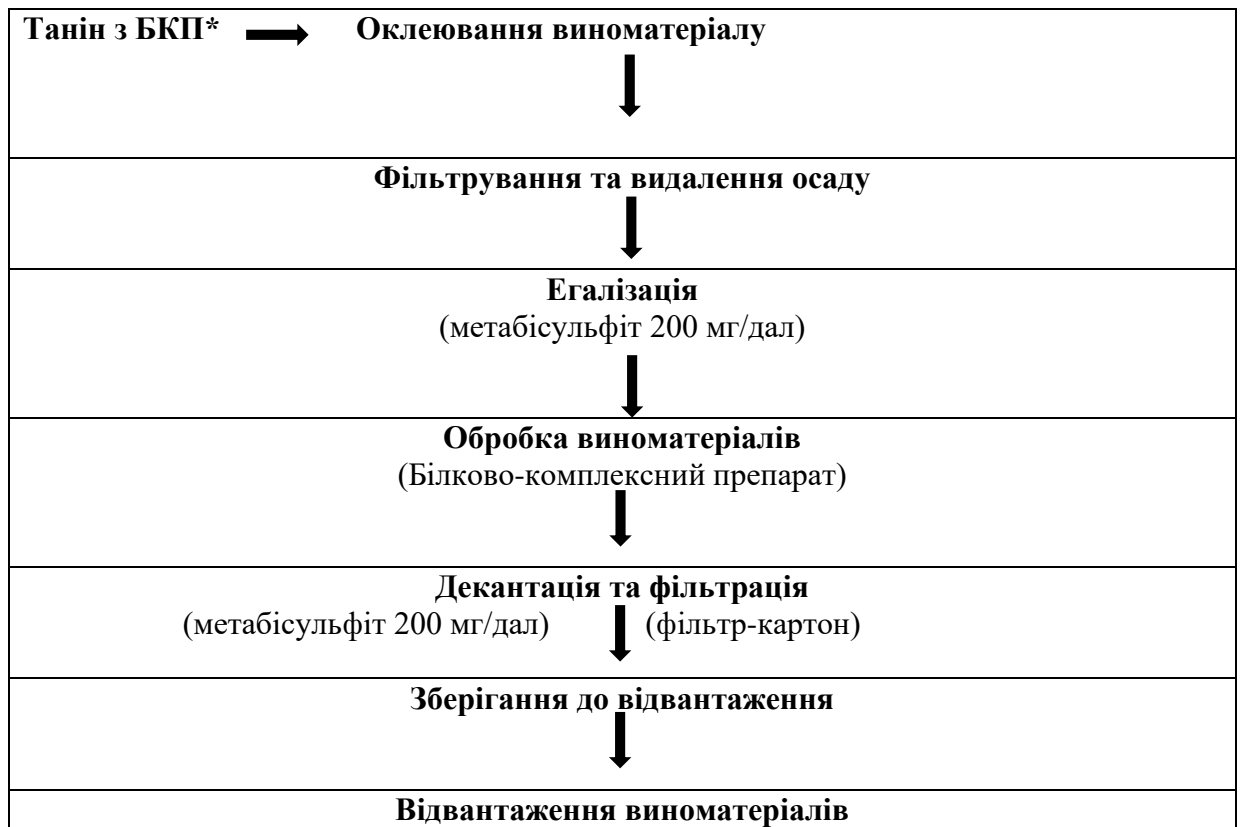 Танін з БКП* Оклеювання виноматеріалу
Фільтрування та видалення осаду
Егалізація
(метабісульфіт 200 мг/дал)
Обробка виноматеріалів
(Білково-комплексний препарат)
Декантація та фільтрація
(метабісульфіт 200 мг/дал) (фільтр-картон)
Зберігання до відвантаження
Відвантаження виноматеріалів